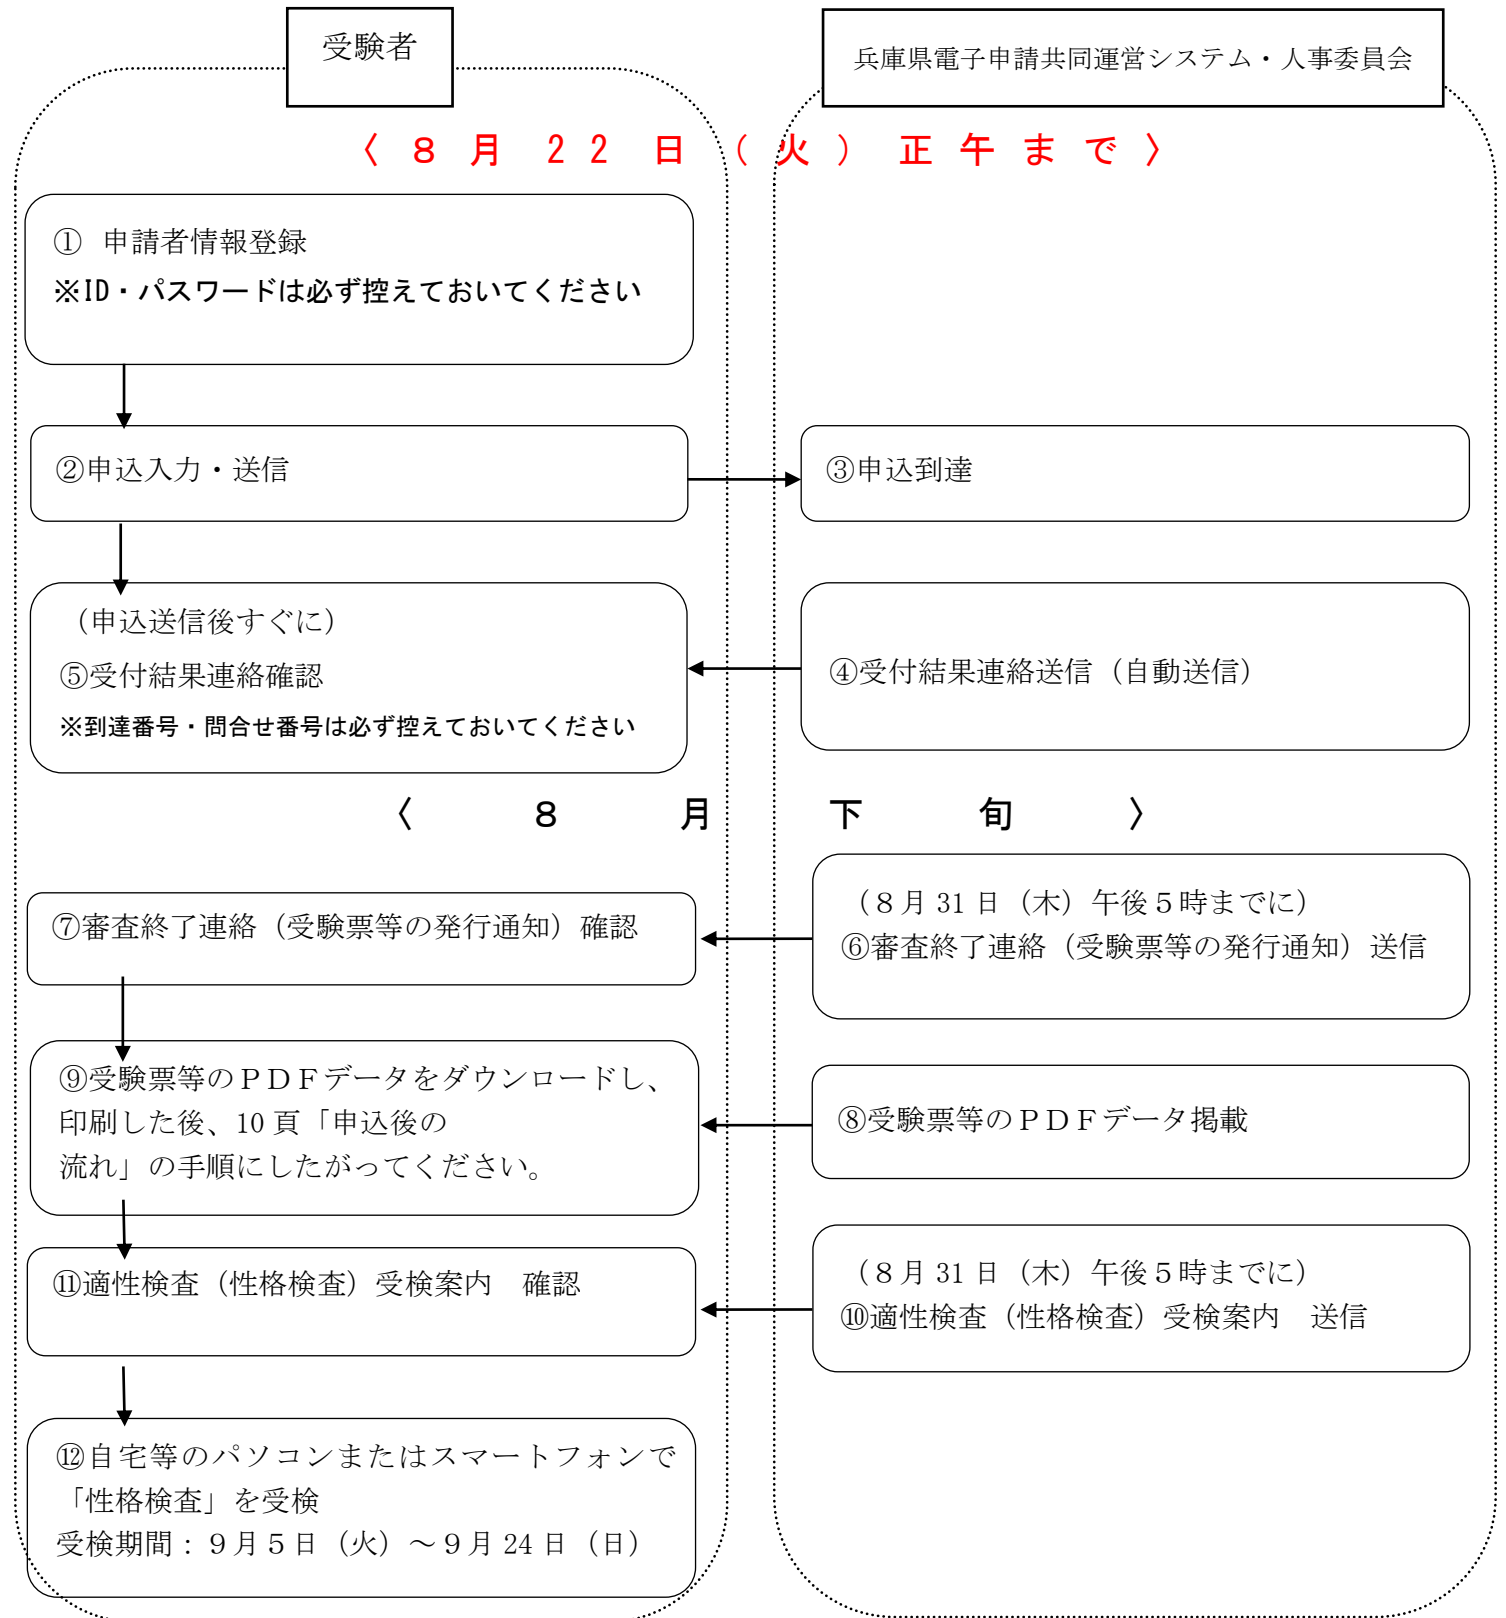 受験者
兵庫県電子申請共同運営システム・人事委員会
〈８月２２日（火）正午まで〉
① 申請者情報登録
※ID・パスワードは必ず控えておいてください
②申込入力・送信
③申込到達
（申込送信後すぐに）
⑤受付結果連絡確認
※到達番号・問合せ番号は必ず控えておいてください
④受付結果連絡送信（自動送信）
〈８月下旬〉
（８月31日（木）午後５時までに）
⑥審査終了連絡（受験票等の発行通知）送信
⑦審査終了連絡（受験票等の発行通知）確認
⑨受験票等のＰＤＦデータをダウンロードし、
印刷した後、10頁「申込後の
流れ」の手順にしたがってください。
⑧受験票等のＰＤＦデータ掲載
⑪適性検査（性格検査）受検案内　確認
（８月31日（木）午後５時までに）
⑩適性検査（性格検査）受検案内　送信
⑫自宅等のパソコンまたはスマートフォンで
「性格検査」を受検
受検期間：９月５日（火）～９月24日（日）